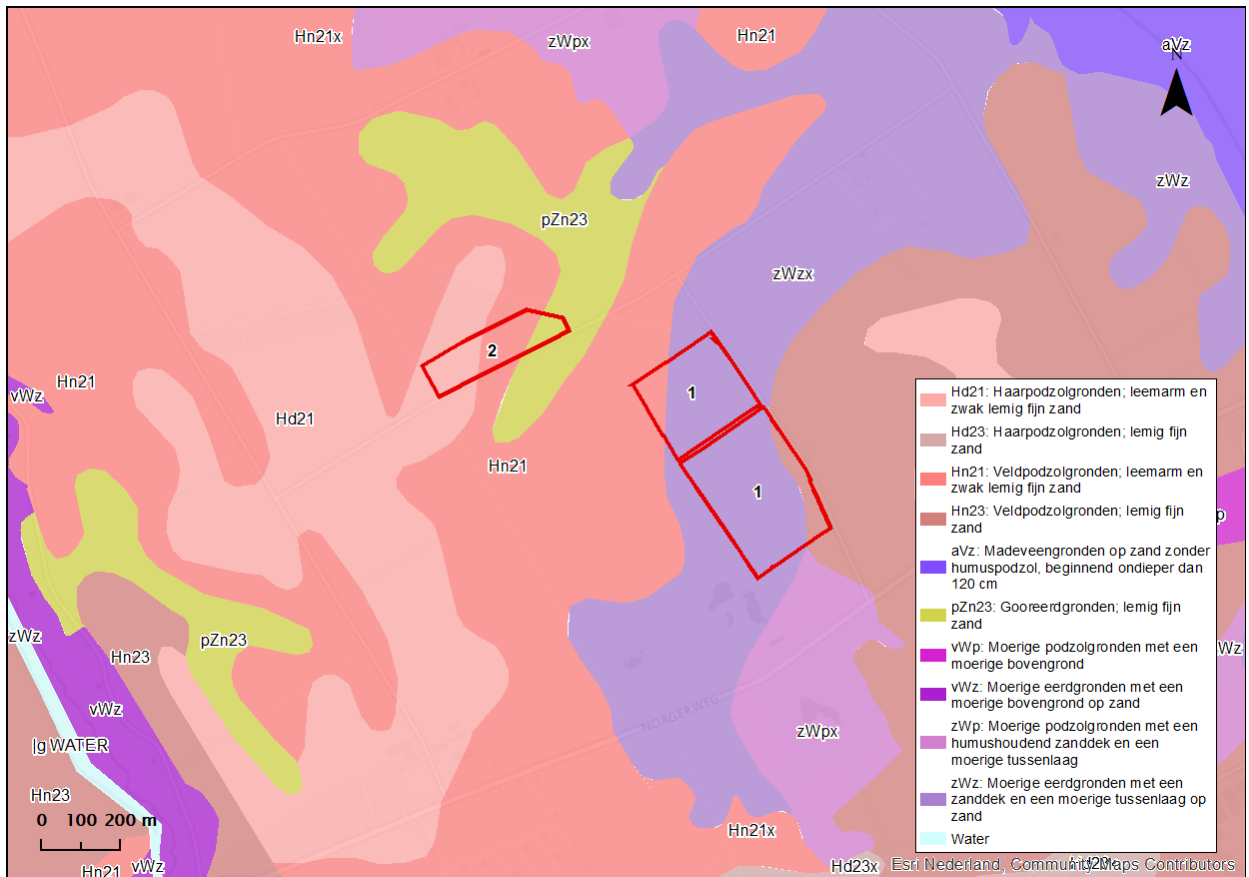 Hn21x
zWpx
Hn21
aVz
N
zWz
pZn23
zWzx
2
1
Hn21
vWz
Hd21
Hn21
1
Hd21: Haarpodzolgronden; leemarm en
zwak lemig fijn zand
Hd23: Haarpodzolgronden; lemig fijn
zand
Hn21: Veldpodzolgronden; leemarm en
zwak lemig fijn zand
Hn23: Veldpodzolgronden; lemig fijn
zand
aVz: Madeveengronden op zand zonder
humuspodzol, beginnend ondieper dan
120 cm
pZn23: Gooreerdgronden; lemig fijn
zand
vWp: Moerige podzolgronden met een
moerige bovengrond
vWz: Moerige eerdgronden met een
moerige bovengrond op zand
zWp: Moerige podzolgronden met een
humushoudend zanddek en een
moerige tussenlaag
zWz: Moerige eerdgronden met een
zanddek en een moerige tussenlaag op
zand
Water
p
zWz
pZn23
Hn23
Wz
vWz
NORGERWEG
zWpx
|g WATER
Hn23
0 100 200 m
Hn21x
Hn21
vWz
Hd23x
Esri Nederland, Community Maps Contributors